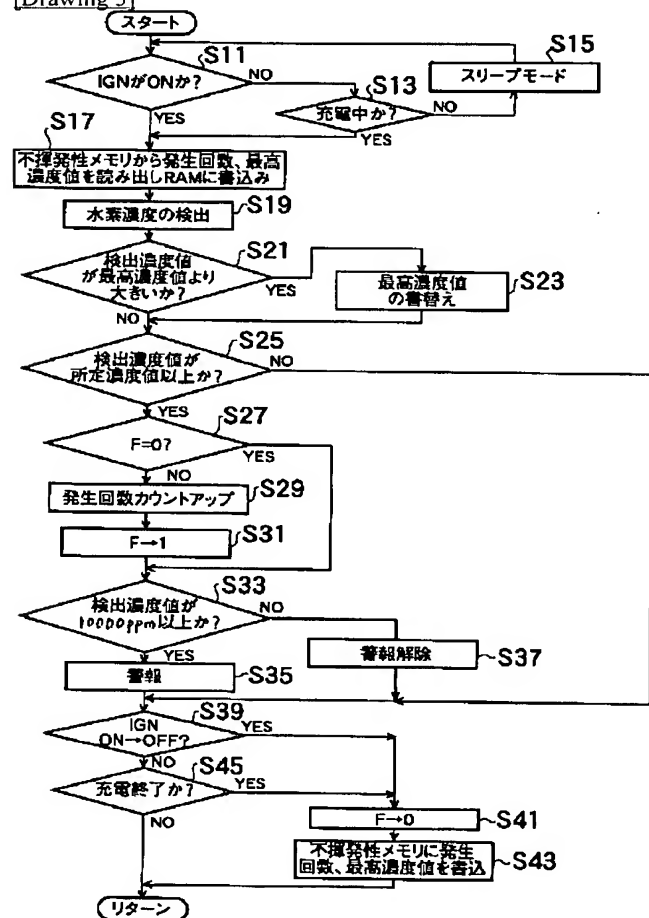 [Drawing 3]
スタート
S11
IGNがONか?
NO
YES
S13
充電中か?
NO
YES
S15
スリープモード
S17
不揮発性メモリから発生回数、最高
濃度値を読み出しRAMに書込み
水素濃度の検出
S19
検出濃度値
が最高濃度値より
大きいか?
S21
YES
NO
最高濃度値
の書替え
S23
検出濃度値が
所定濃度値以上か?
S25
NO
YES
F=0?
S27
YES
NO
発生回数カウントアップ
S29
F→1
S31
検出濃度値が
10000ppm以上か?
S33
NO
YES
警報
S35
警報解除
S37
IGN
ON→OFF?
S39
YES
NO
充電終了か?
S45
YES
NO
F→0
S41
不揮発性メモリに発生
回数、最高濃度値を書込
S43
リターン